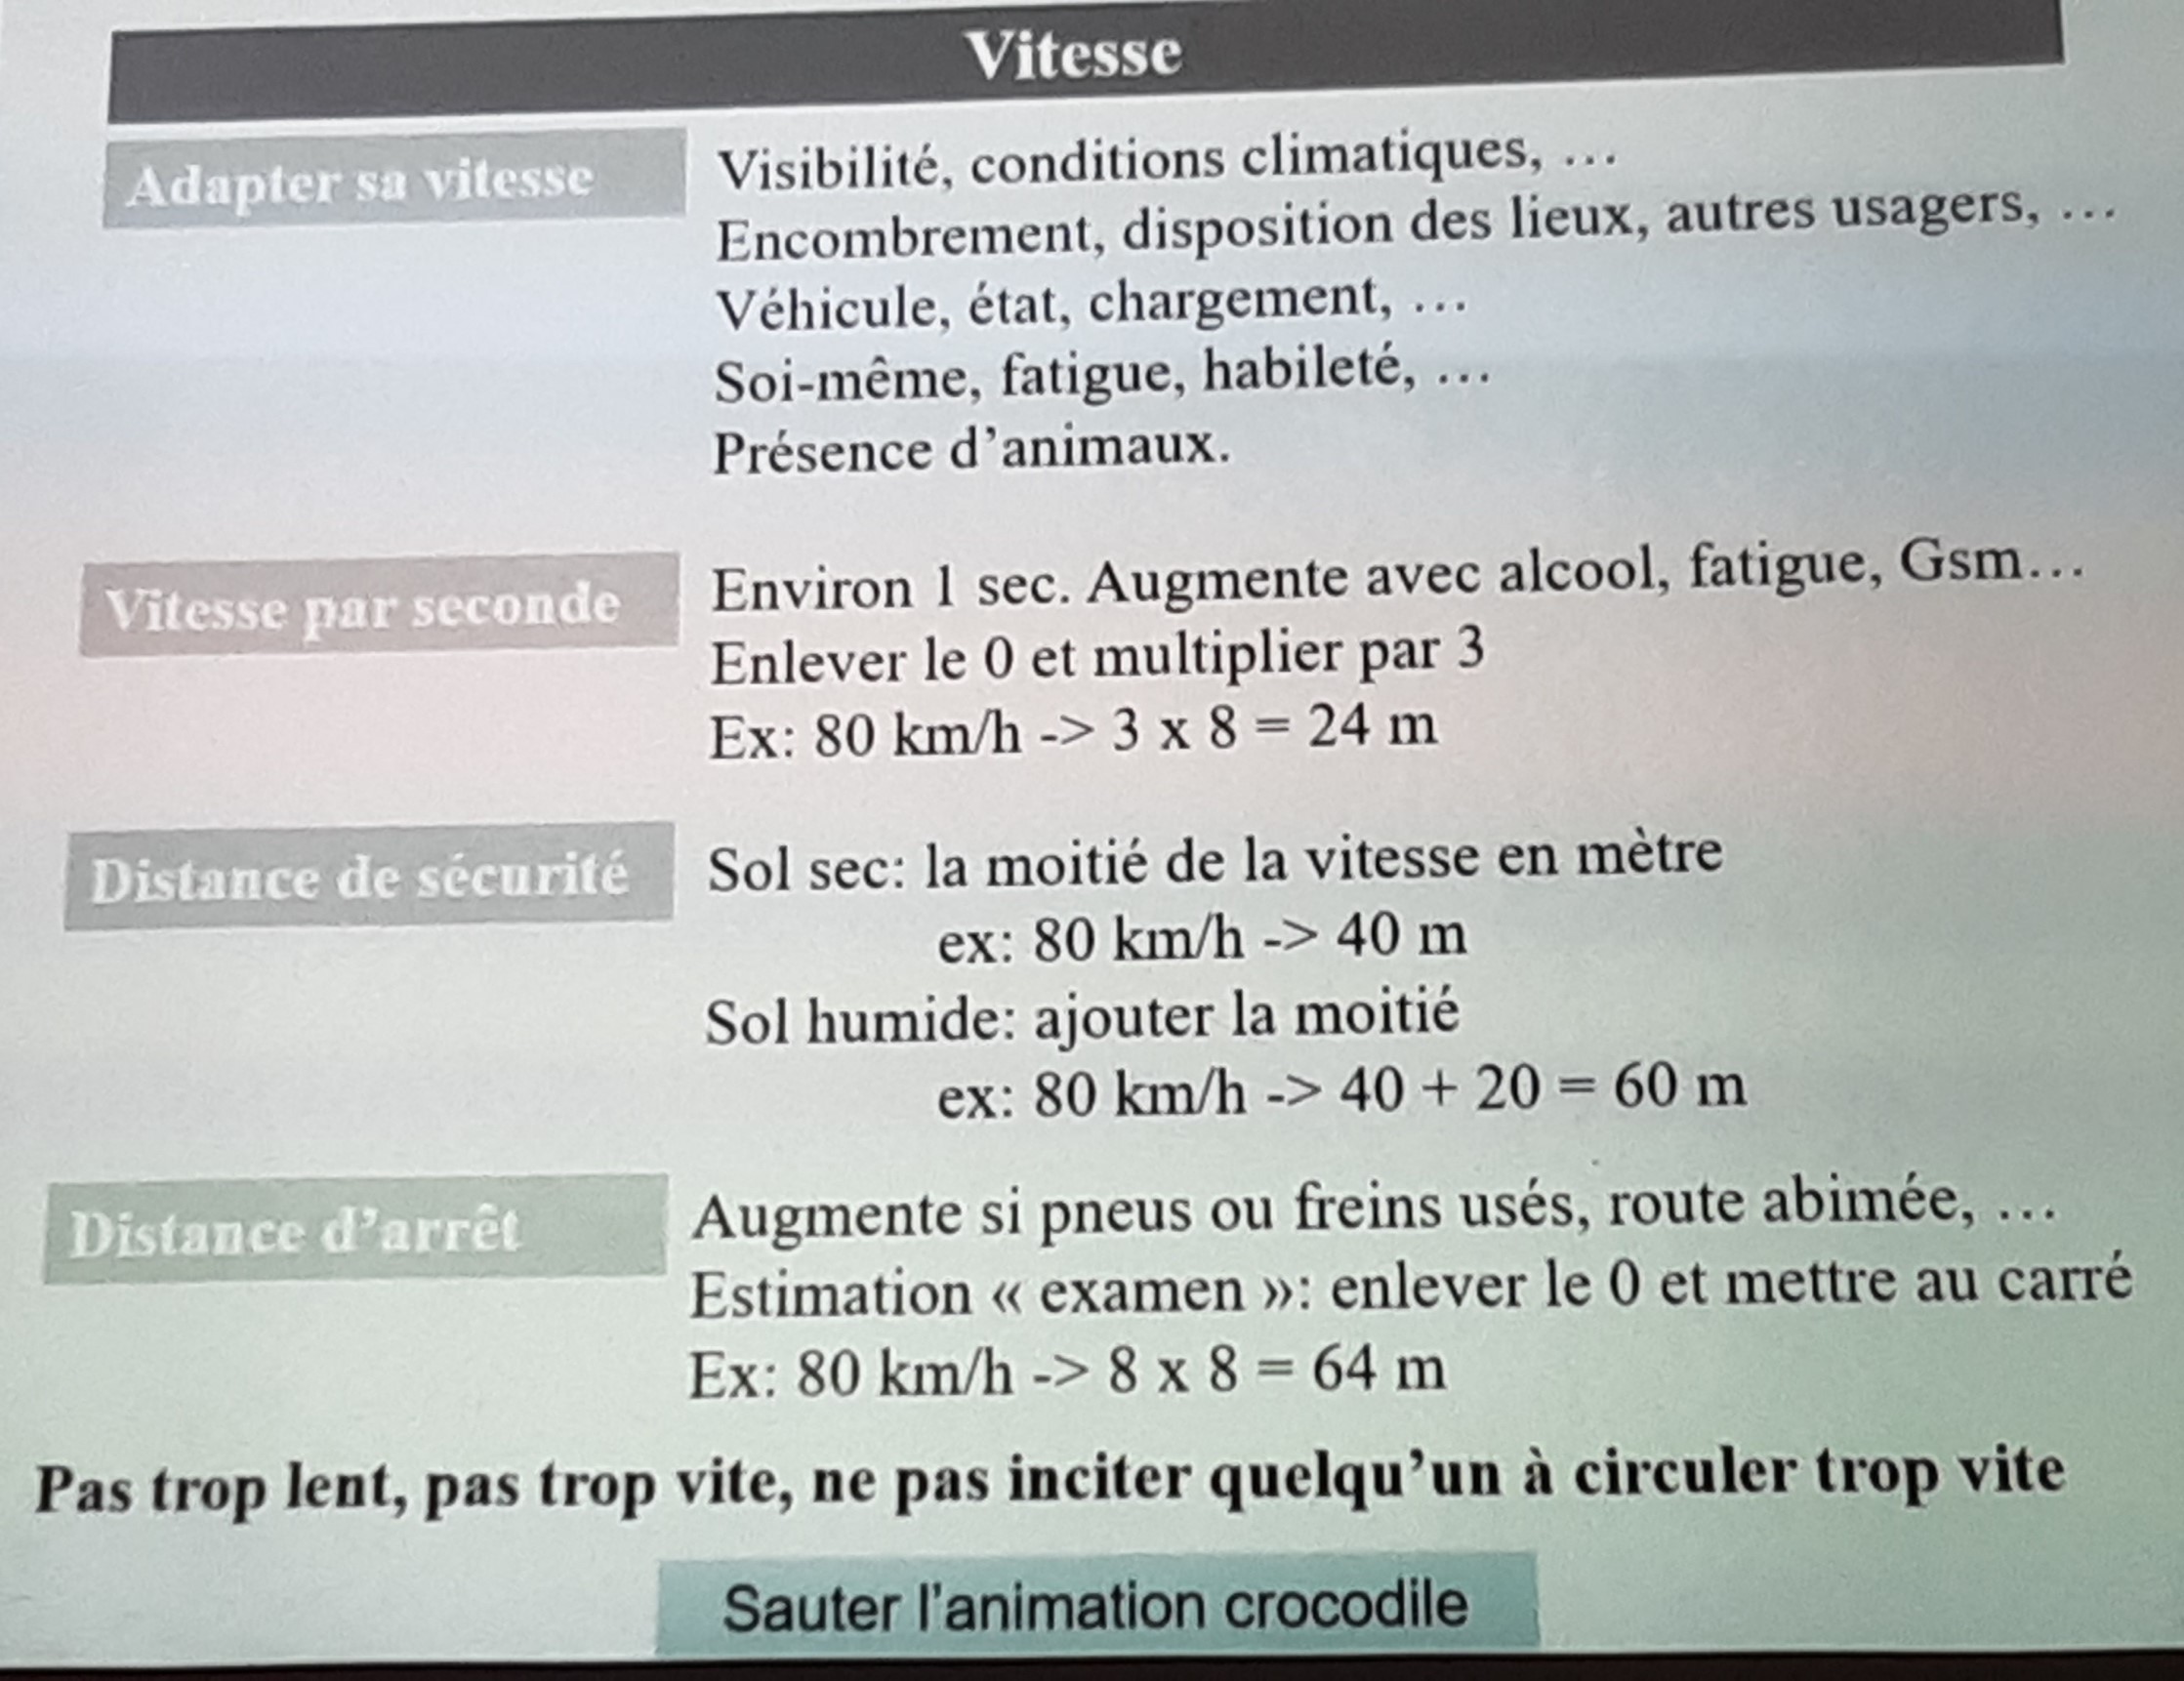 Vitesse
Adapter sa vitesse
Visibilité, conditions climatiques, …
Encombrement, disposition des lieux, autres usagers, …
Véhicule, état, chargement, …
Soi-même, fatigue, habileté, …
Présence d’animaux.
Vitesse par seconde
Environ 1 sec. Augmente avec alcool, fatigue, Gsm…
Enlever le 0 et multiplier par 3
Ex: 80 km/h -> 3 x 8 = 24 m
Distance de sécurité
Sol sec: la moitié de la vitesse en mètre
ex: 80 km/h -> 40 m
Sol humide: ajouter la moitié
ex: 80 km/h -> 40 + 20 = 60 m
Distance d’arrêt
Augmente si pneus ou freins usés, route abimée, …
Estimation « examen »: enlever le 0 et mettre au carré
Ex: 80 km/h -> 8 x 8 = 64 m
Pas trop lent, pas trop vite, ne pas inciter quelqu’un à circuler trop vite
Sauter l'animation crocodile